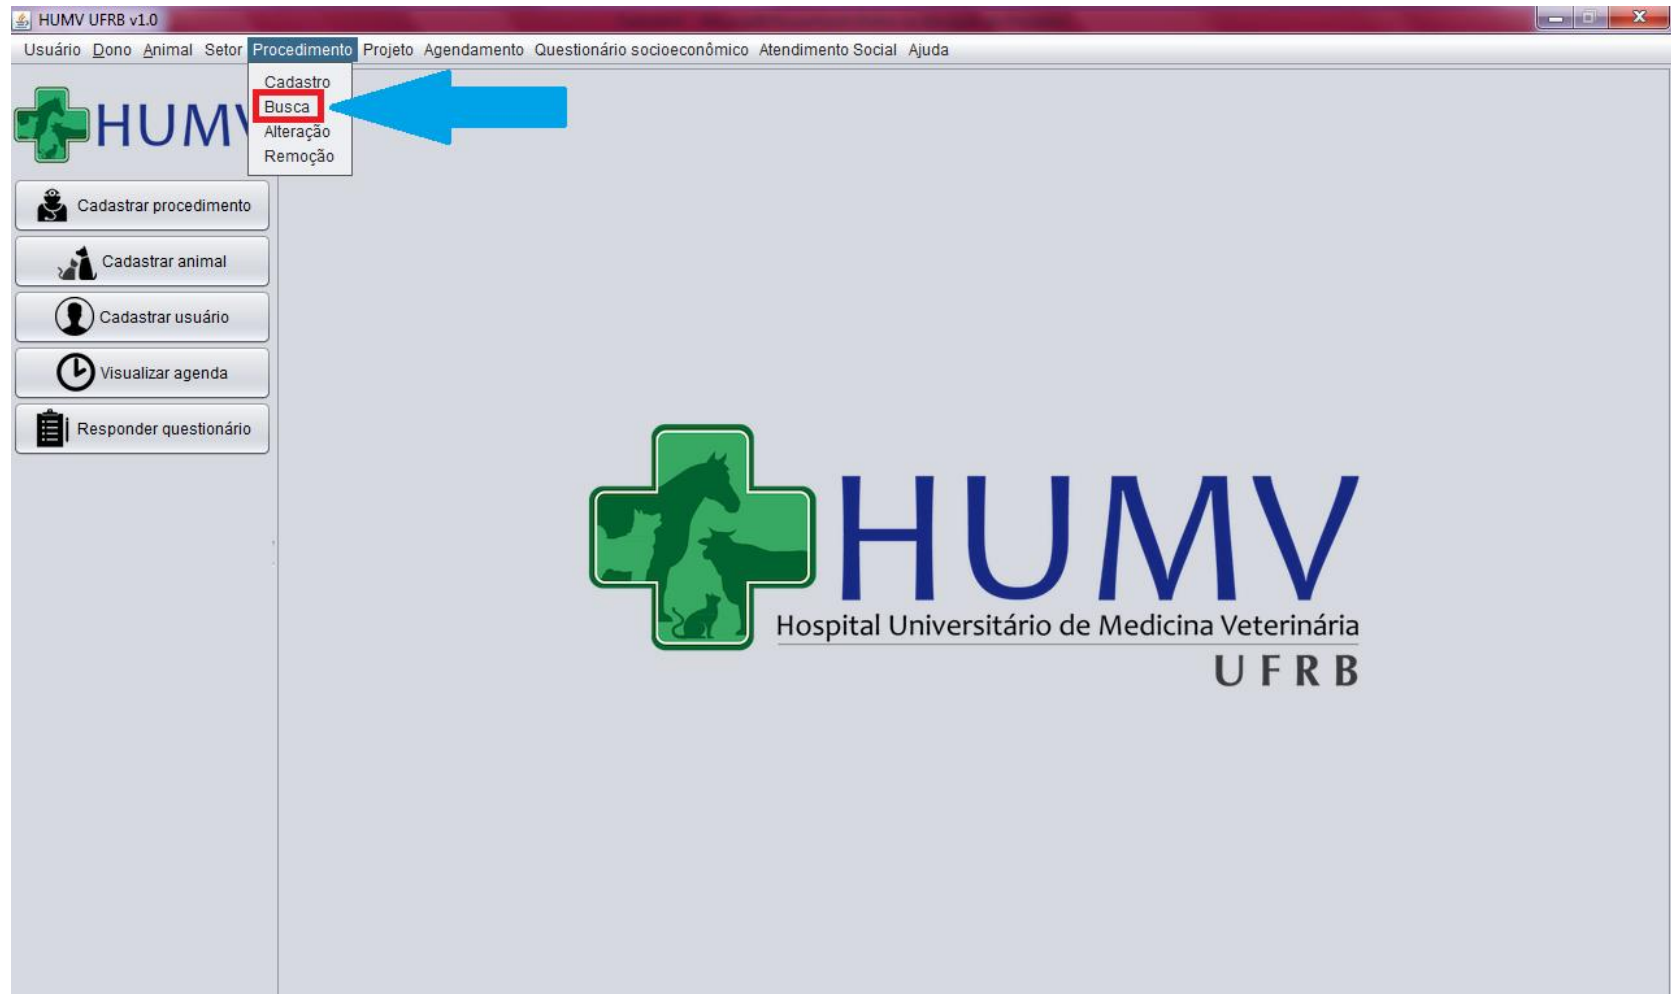 HUMV UFRB v1.0
Usuário Dono Animal Setor Procedimento Projeto Agendamento Questionário socioeconômico Atendimento Social Ajuda
Cadastro
Busca
Alteração
Remoção
HUMV
Cadastrar procedimento
Cadastrar animal
Cadastrar usuário
Visualizar agenda
Responder questionário
HUMV
Hospital Universitário de Medicina Veterinária
UFRB